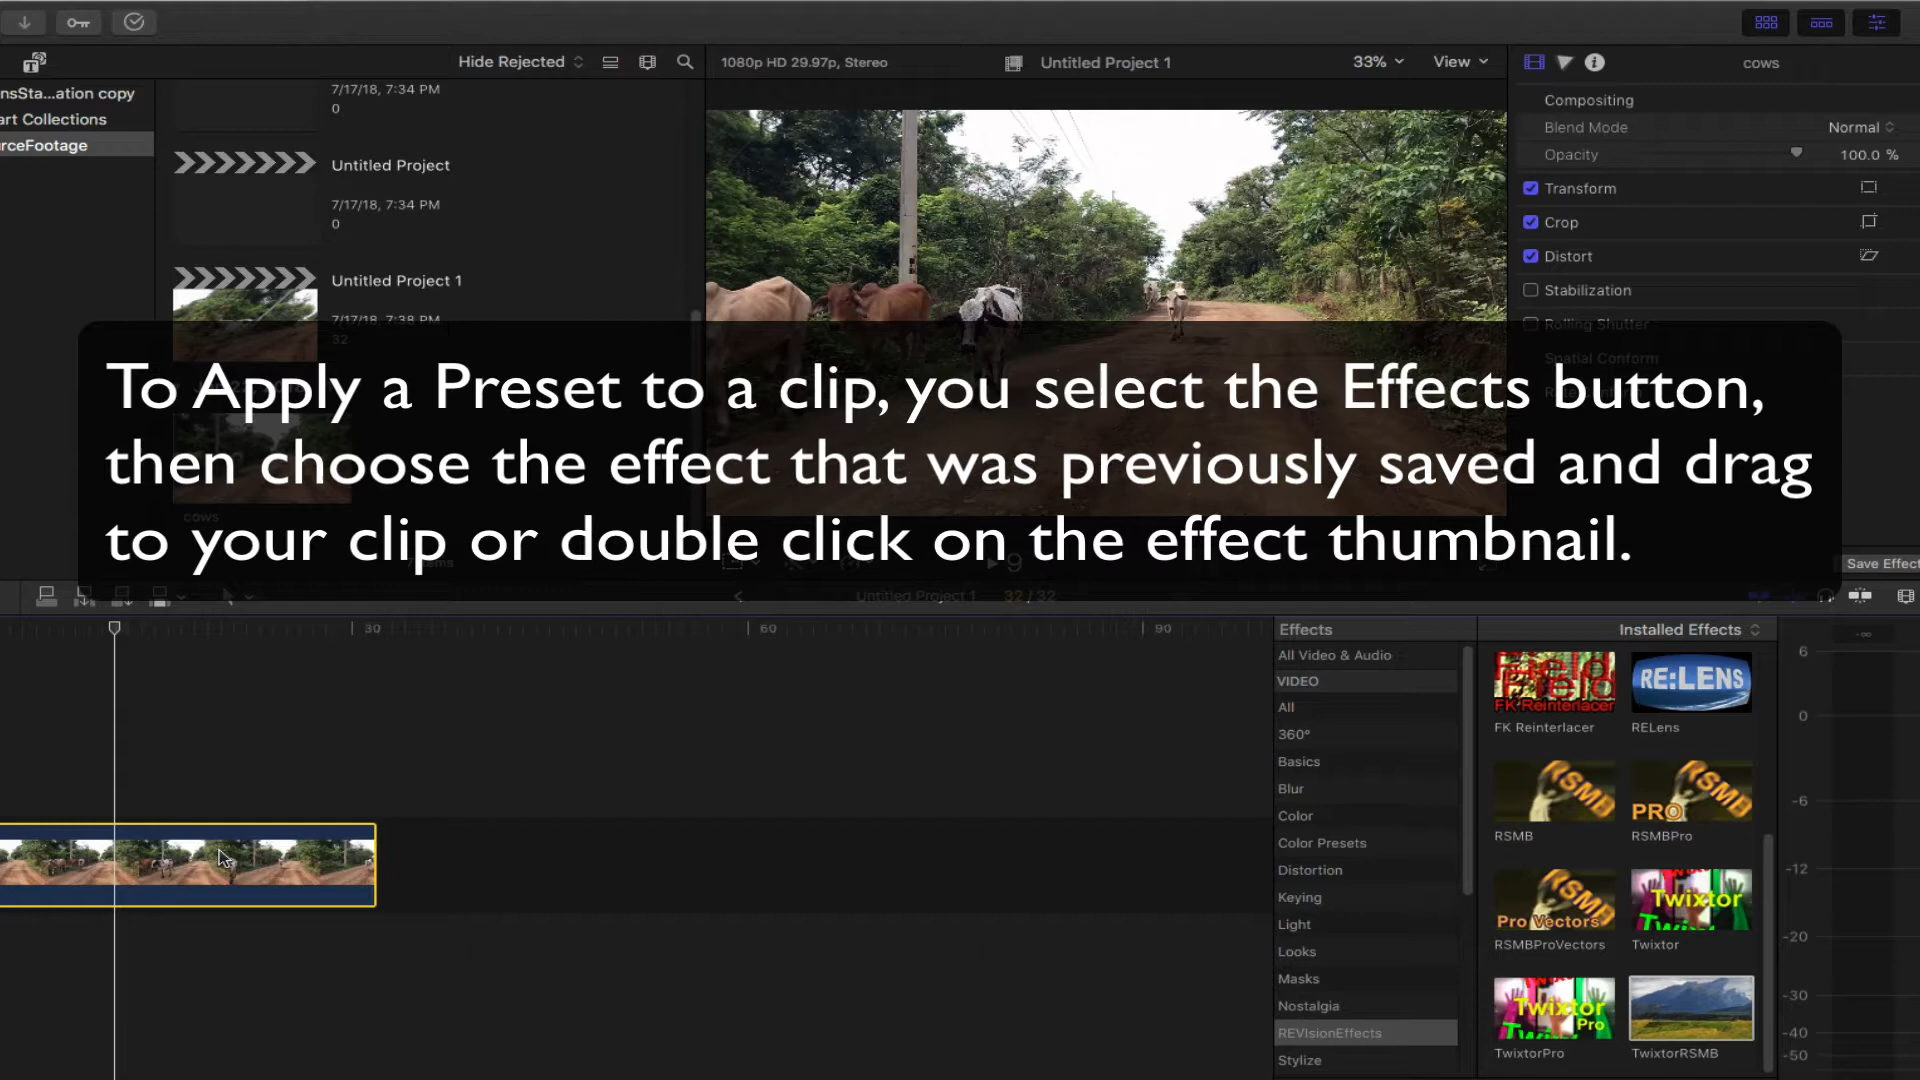 Hide Rejected
1080p HD 29.97p, Stereo
Untitled Project 1
33%
View
cows
nsSta...ation copy
art Collections
rceFootage
7/17/18, 7:34 PM
0
Untitled Project
7/17/18, 7:34 PM
0
Untitled Project 1
7/17/18, 7:38 PM
32
cows
Compositing
Blend Mode
Normal
Opacity
100.0 %
Transform
Crop
Distort
Stabilization
Rolling Shutter
Spatial Conform
To Apply a Preset to a clip, you select the Effects button,
then choose the effect that was previously saved and drag
to your clip or double click on the effect thumbnail.
9
Save Effect
Untitled Project 1
32 / 32
30
60
90
Effects
Installed Effects
All Video & Audio
VIDEO
All
360°
Basics
Blur
Color
Color Presets
Distortion
Keying
Light
Looks
Masks
Nostalgia
REVIsionEffects
Stylize
Field
Field
FK Reinterlacer
FK Reinterlacer
RE:LENS
RELens
RSMB
RSMB
RSMB
PRO
RSMBPro
RSMB
Pro Vectors
RSMBProVectors
Twixtor
Twixtor
Twixtor
Pro
TwixtorPro
TwixtorRSMB
-∞
6
0
-6
-12
-20
-30
-40
-50